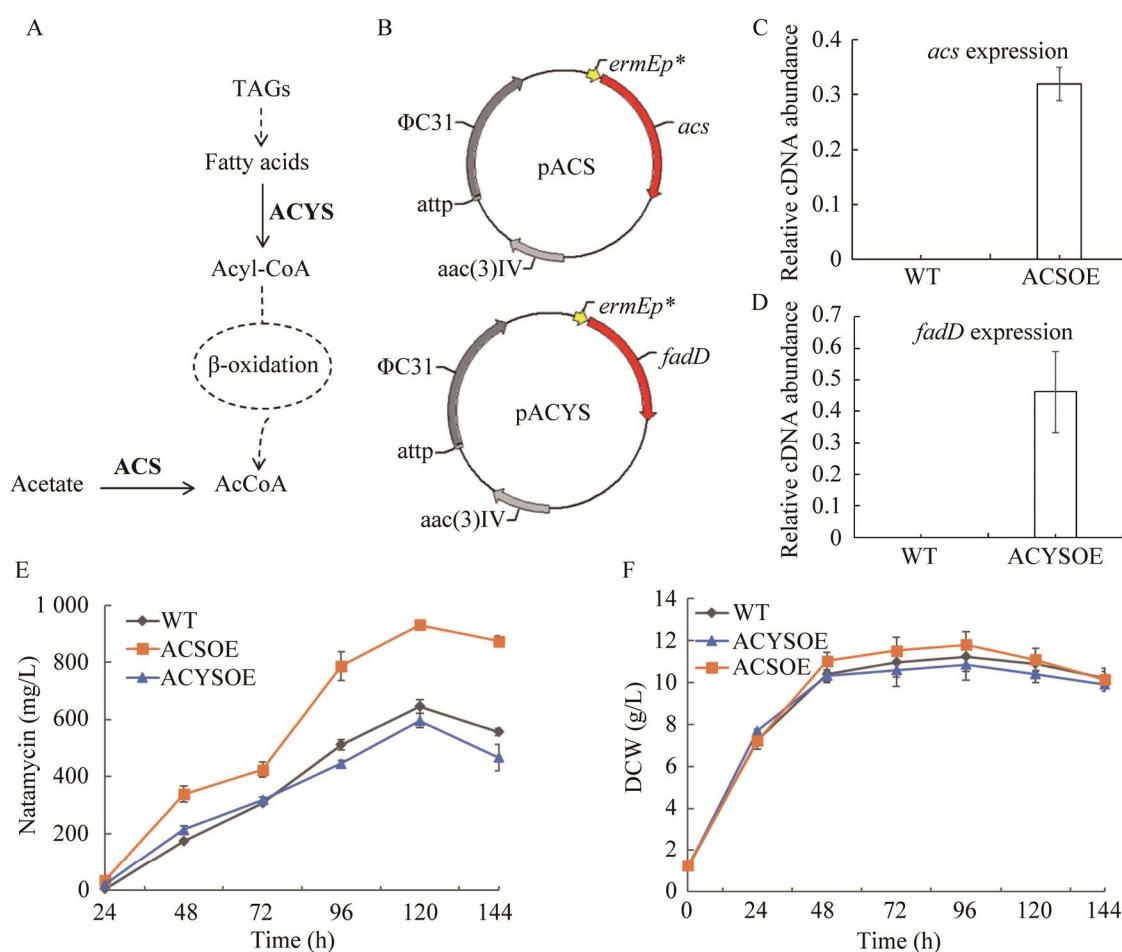 A
TAGs
Fatty acids
ACYS
Acyl-CoA
β-oxidation
ACS
Acetate
AcCoA
B
ermEp*
ΦC31
acs
pACS
attp
aac(3)IV
ermEp*
fadD
ΦC31
pACYS
attp
aac(3)IV
C
Relative cDNA abundance
0.4
0.3
0.2
0.1
0
acs expression
WT
ACSOE
D
Relative cDNA abundance
0.7
0.6
0.5
0.4
0.3
0.2
0.1
0
fadD expression
WT
ACYSOE
E
Natamycin (mg/L)
1 000
800
600
400
200
0
WT
ACSOE
ACYSOE
24 48 72 96 120 144
Time (h)
F
DCW (g/L)
14
12
10
8
6
4
2
0
WT
ACYSOE
ACSOE
0 24 48 72 96 120 144
Time (h)